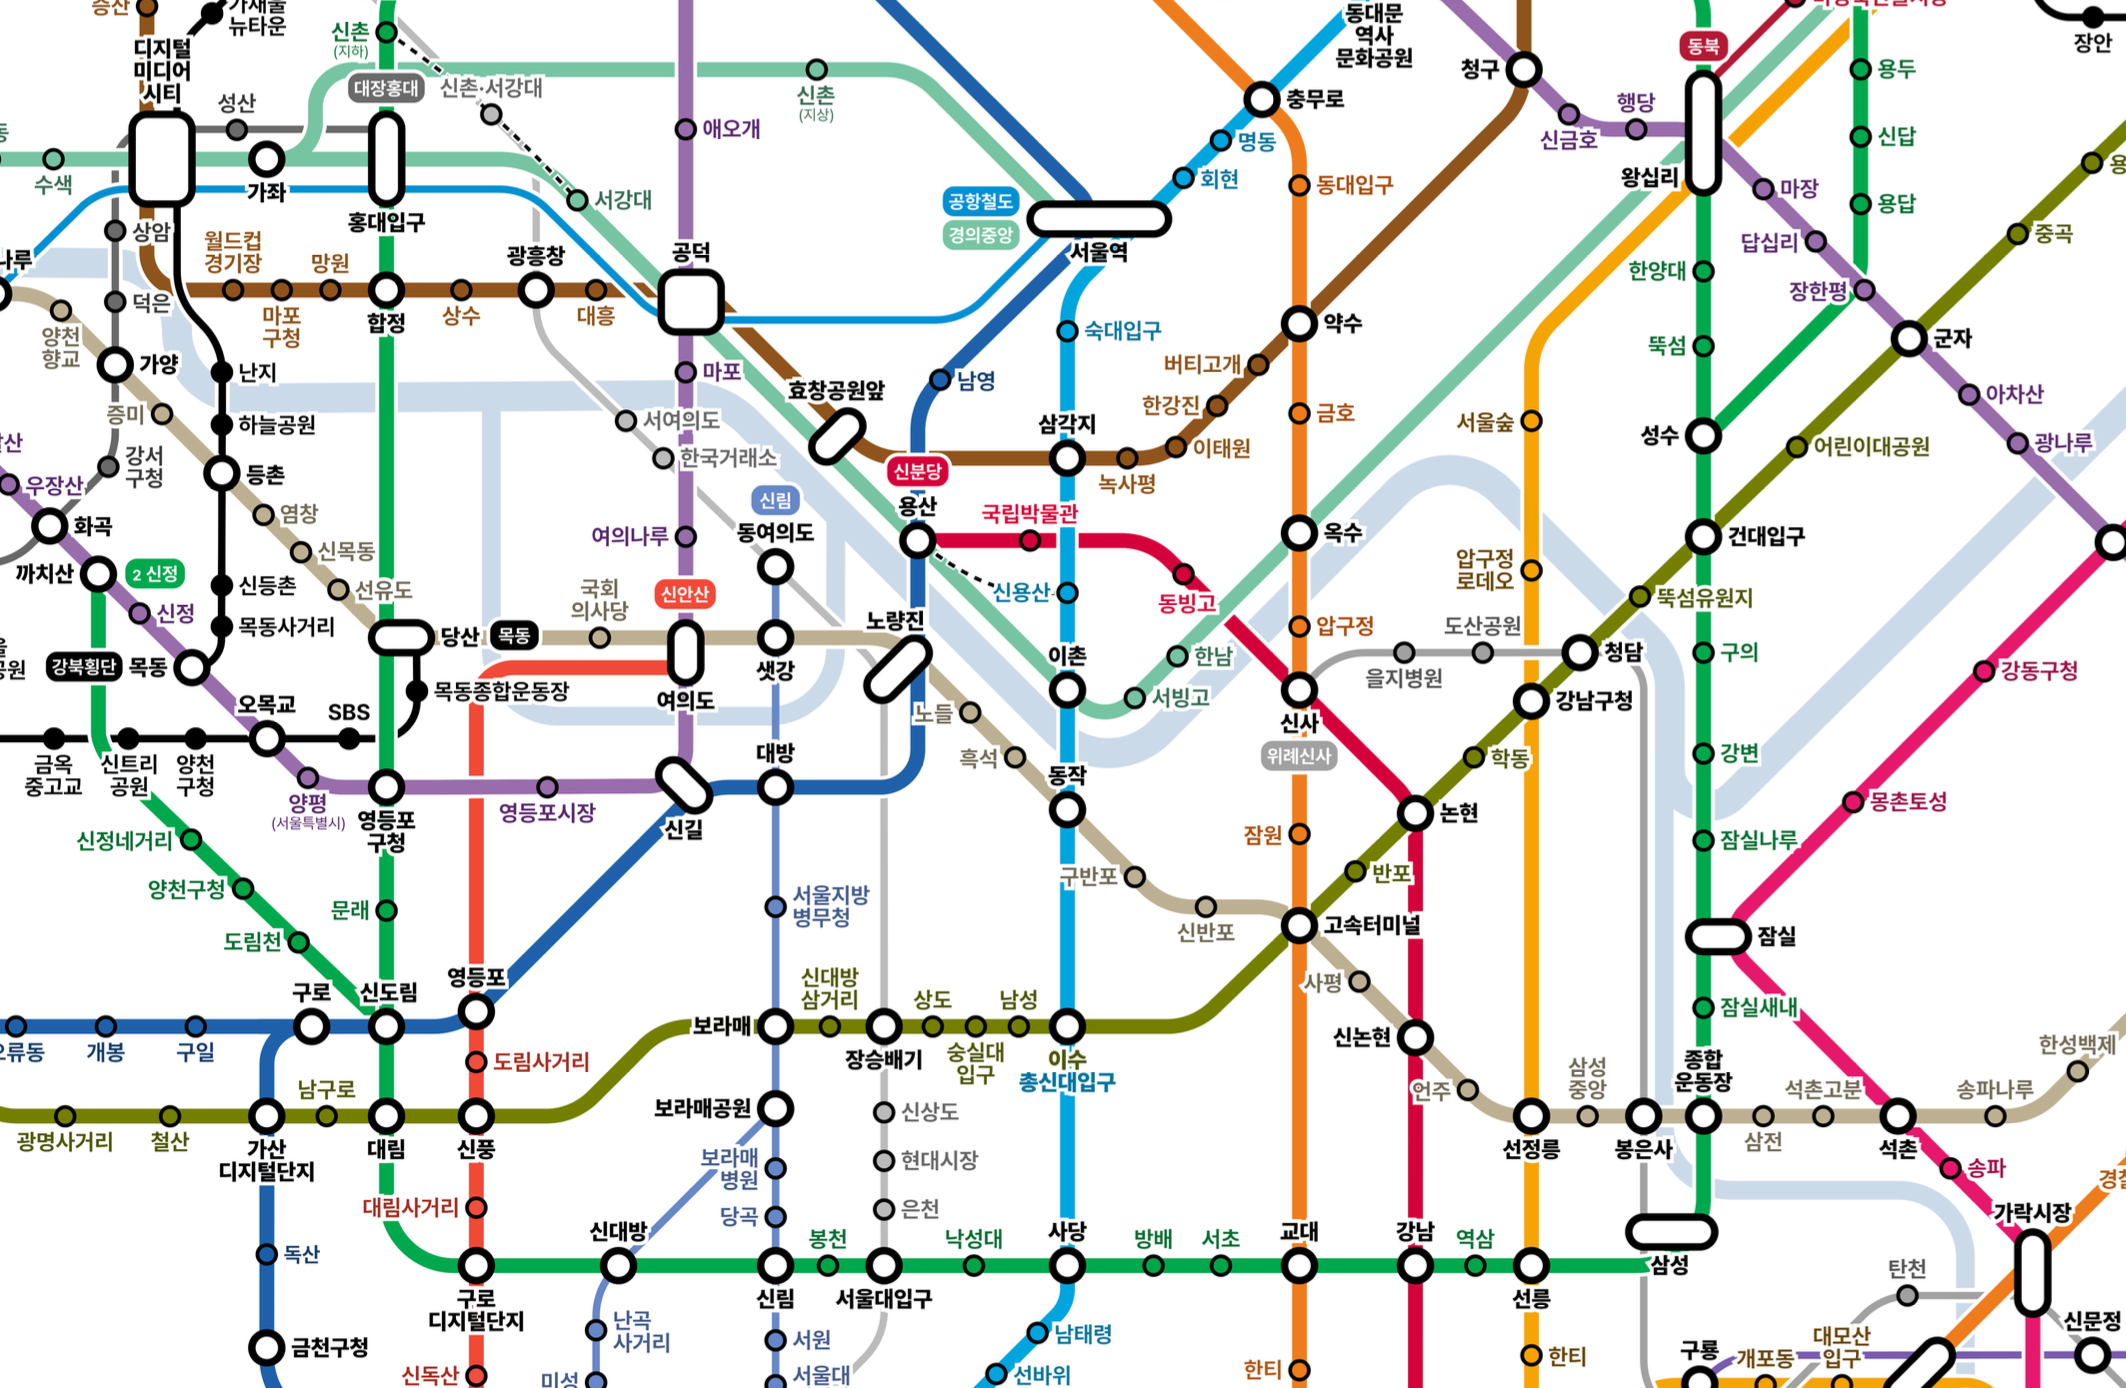 증산
가재울
뉴타운
디지털
미디어
시티
신촌
(지하)
대장홍대
성산
신촌·서강대
신촌
(지상)
애오개
수색
가좌
홍대입구
서강대
상암
월드컵
경기장
망원
덕은
마포
구청
합정
상수
광흥창
대흥
공덕
공항철도
경의중앙
서울역
동대문
역사
문화공원
충무로
명동
회현
동대입구
청구
신금호
행당
동북
왕십리
용두
신답
용답
장안
마장
답십리
장한평
중곡
한양대
뚝섬
군자
아차산
광나루
성수
어린이대공원
건대입구
나루
양천
향교
가양
증미
난지
하늘공원
강서
구청
등촌
우장산
화곡
염창
신목동
선유도
까치산
2 신정
신등촌
목동사거리
신정
강북횡단
목동
오목교
SBS
당산
목동
목동종합운동장
금옥
중고교
신트리
공원
양천
구청
양평
(서울특별시)
영등포
구청
영등포시장
신길
마포
서여의도
한국거래소
여의나루
신림
동여의도
국회
의사당
신안산
여의도
샛강
대방
노량진
효창공원앞
남영
숙대입구
삼각지
신분당
용산
국립박물관
신용산
동빙고
이촌
서빙고
한남
녹사평
이태원
한강진
버티고개
약수
금호
옥수
압구정
신사
위례신사
서울숲
압구정
로데오
을지병원
도산공원
청담
뚝섬유원지
강남구청
학동
논현
반포
잠원
고속터미널
노들
흑석
동작
구반포
신반포
사평
신논현
언주
선정릉
삼성
중앙
봉은사
종합
운동장
삼전
석촌고분
석촌
송파나루
한성백제
송파
가락시장
구의
강변
잠실나루
잠실
잠실새내
강동구청
몽촌토성
신정네거리
양천구청
도림천
문래
구로
신도림
영등포
오류동
개봉
구일
도림사거리
남구로
광명사거리
철산
가산
디지털단지
대림
신풍
대림사거리
독산
금천구청
구로
디지털단지
신독산
서울지방
병무청
신대방
삼거리
보라매
장승배기
상도
숭실대
입구
남성
이수
총신대입구
보라매공원
보라매
병원
당곡
신상도
현대시장
은천
신대방
난곡
사거리
미성
신림
서원
서울대
봉천
서울대입구
낙성대
사당
남태령
선바위
방배
서초
교대
강남
역삼
선릉
한티
한티
삼성
탄천
신문정
구룡
개포동
대모산
입구